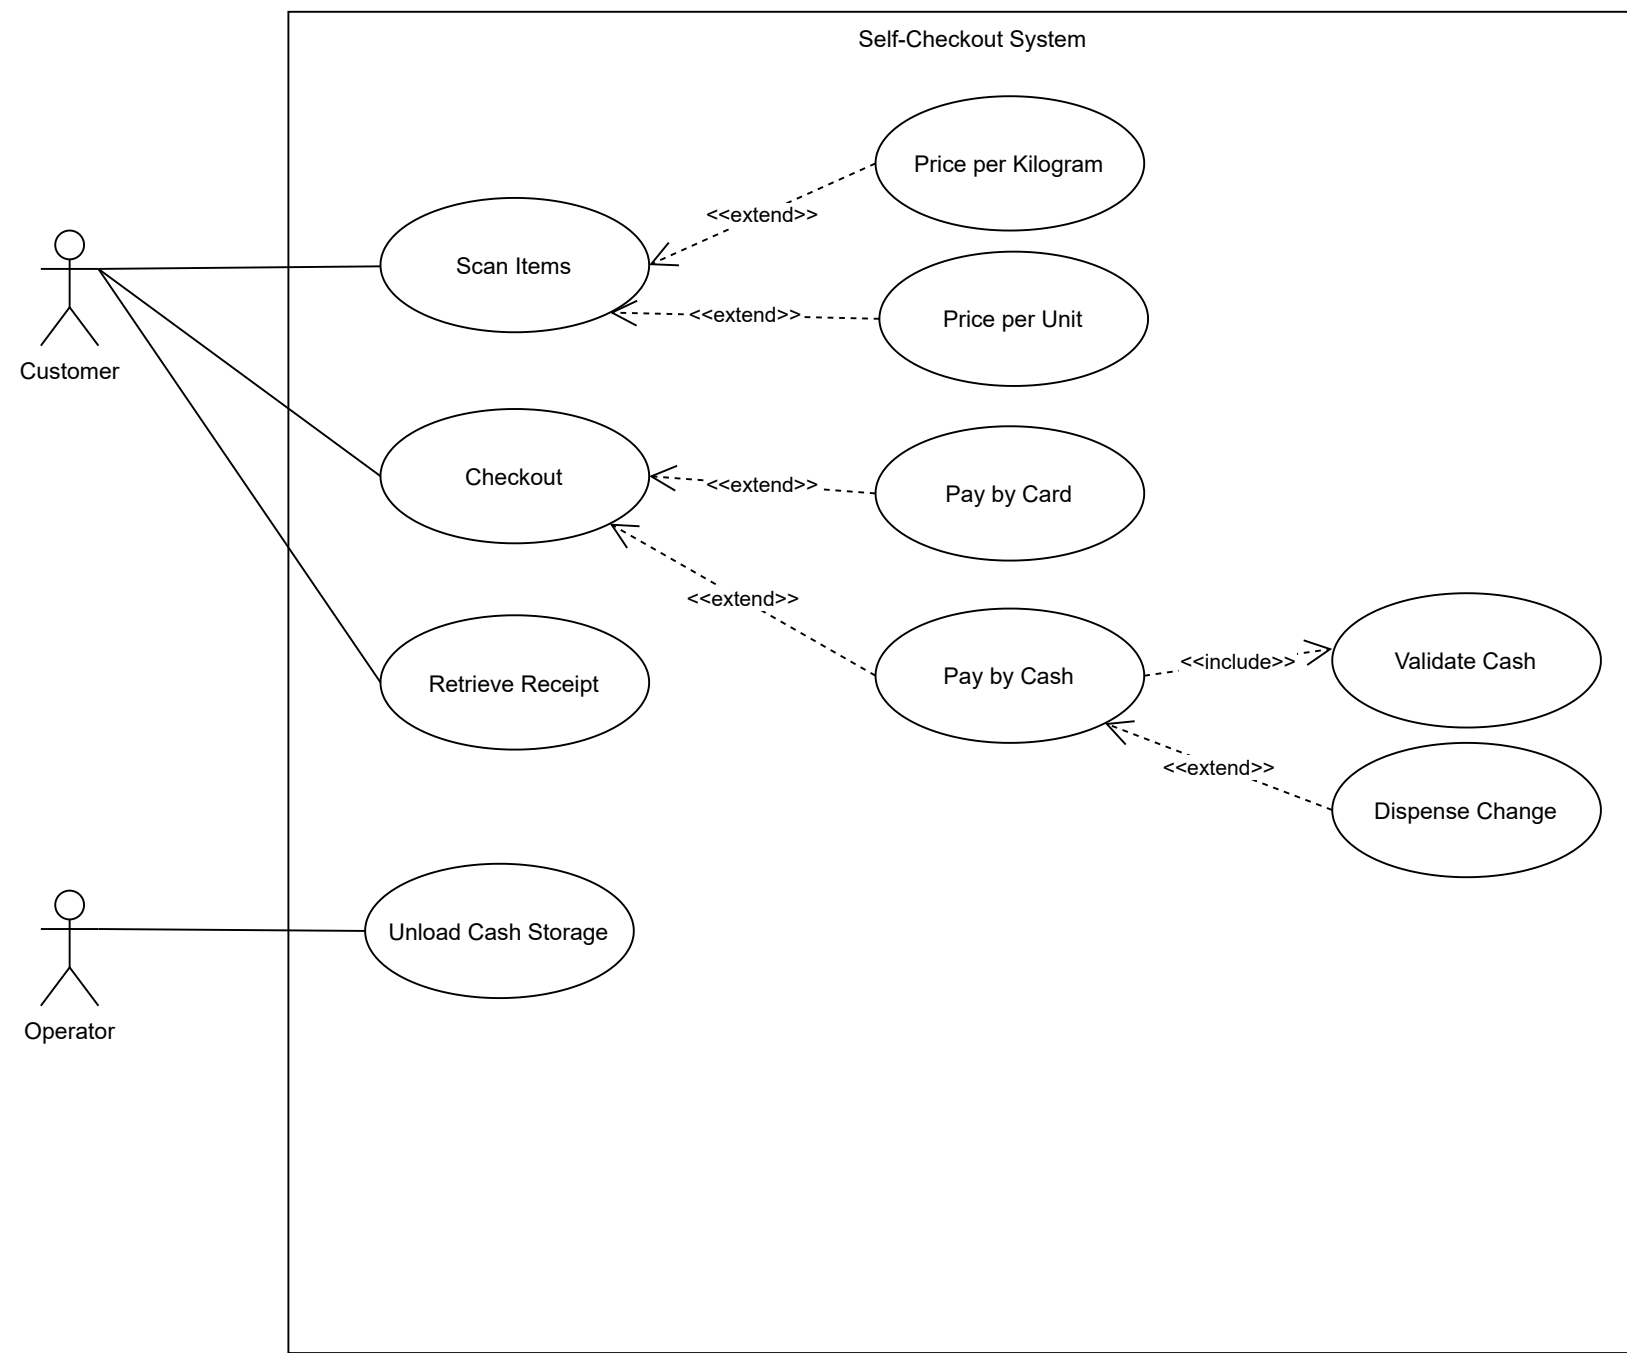 Self-Checkout System
Price per Kilogram
<<extend>>
Scan Items
Price per Unit
<<extend>>
Customer
Checkout
<<extend>>
Pay by Card
<<extend>>
Retrieve Receipt
Pay by Cash
<<include>>
Validate Cash
<<extend>>
Dispense Change
Unload Cash Storage
Operator